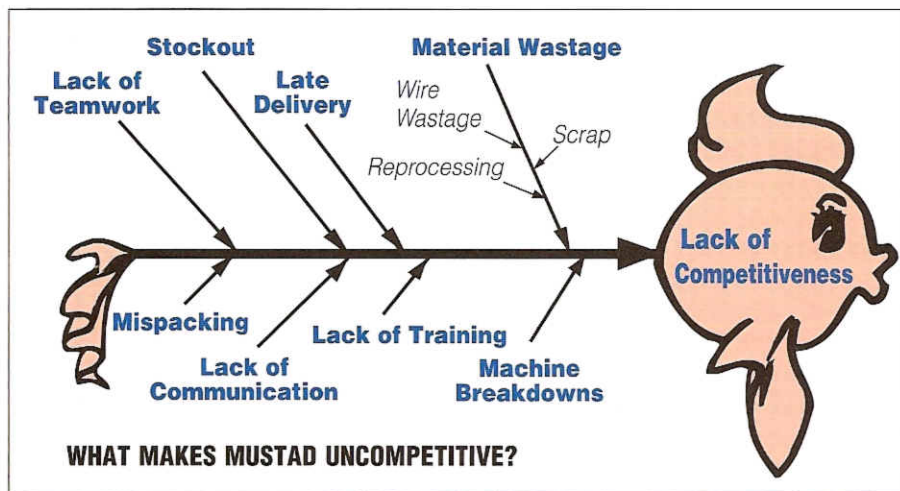 Stockout
Material Wastage
Lack of
Teamwork
Late
Delivery
Wire
Wastage
Scrap
Reprocessing
Lack of
Competitiveness
Mispacking
Lack of Training
Lack of
Communication
Machine
Breakdowns
WHAT MAKES MUSTAD UNCOMPETITIVE?